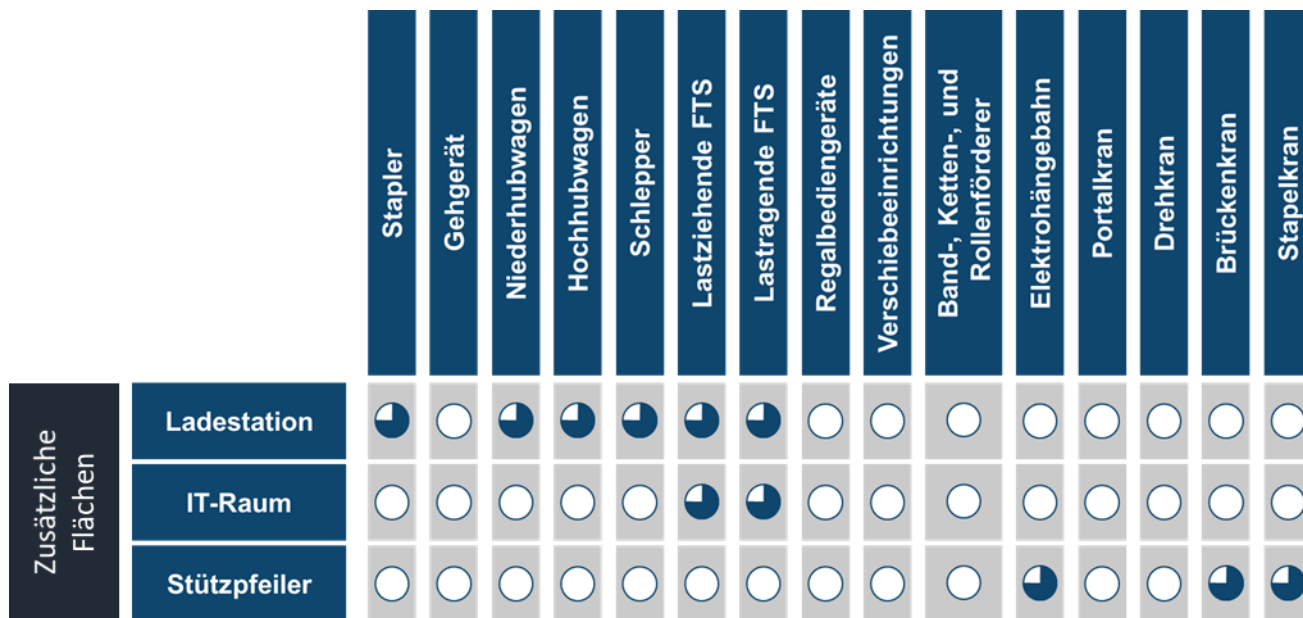 Stapler
Gehgerät
Niederhubwagen
Hochhubwagen
Schlepper
Lastziehende FTS
Lastragende FTS
Regalbediengeräte
Verschiebeeinrichtungen
Band-, Ketten-, und
Rollenförderer
Elektrohängebahn
Portalkran
Drehkran
Brückenkran
Stapelkran
Zusätzliche
Flächen
Ladestation
IT-Raum
Stützpfeiler